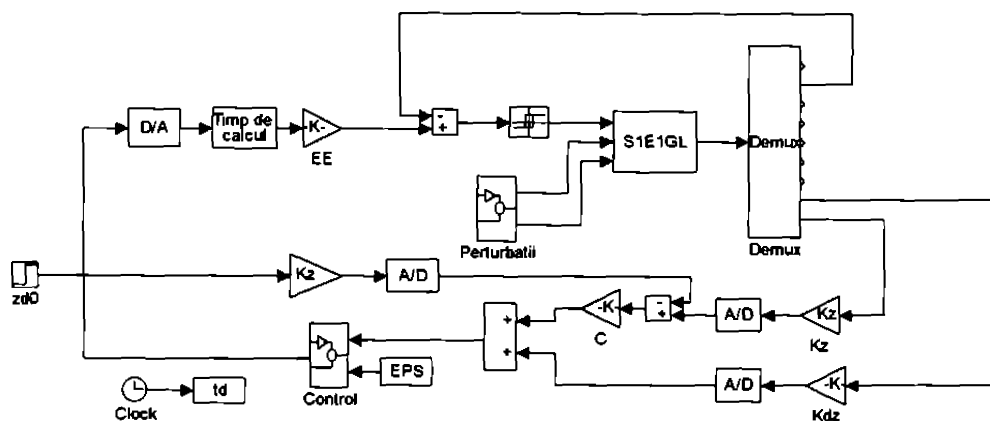 D/A
Timp de
calcul
-K-
EE
-
+
S1E1GL
Demux
Demux
Perturbatii
zd0
Kz
A/D
-K-
C
-
+
A/D
Kz
Kz
+
+
Control
EPS
A/D
-K-
Kdz
Clock
td